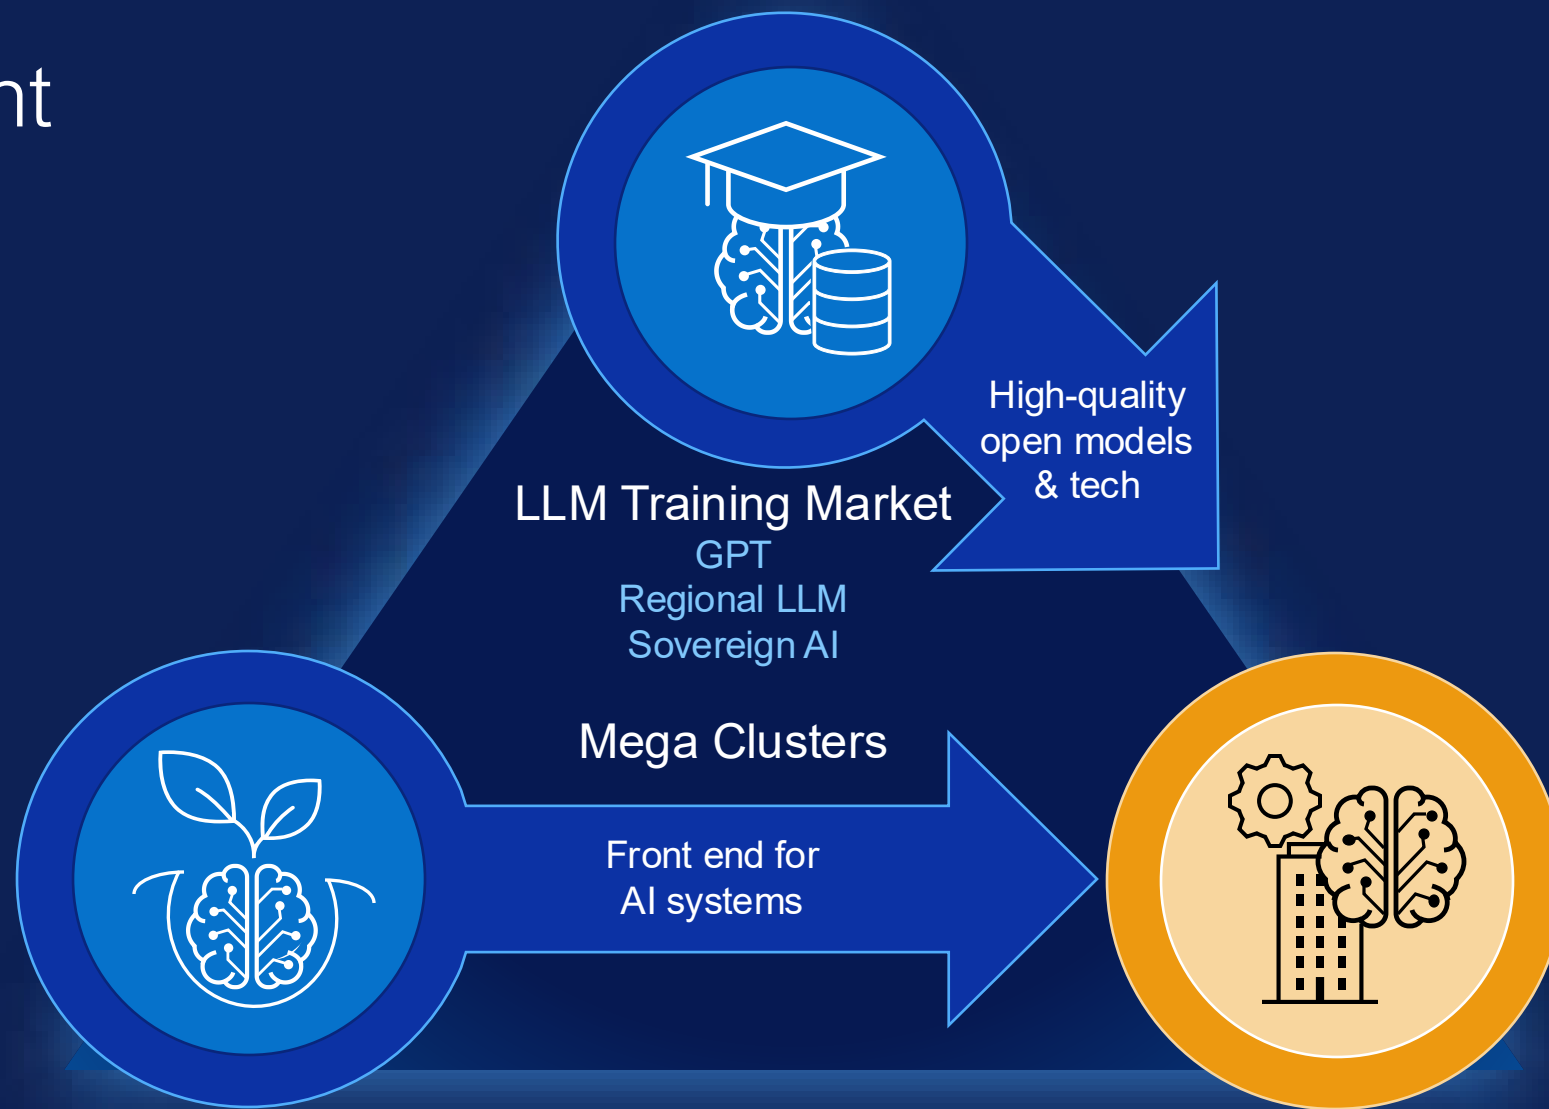 High-quality
open models
& tech
LLM Training Market
GPT
Regional LLM
Sovereign AI
Mega Clusters
Front end for
AI systems